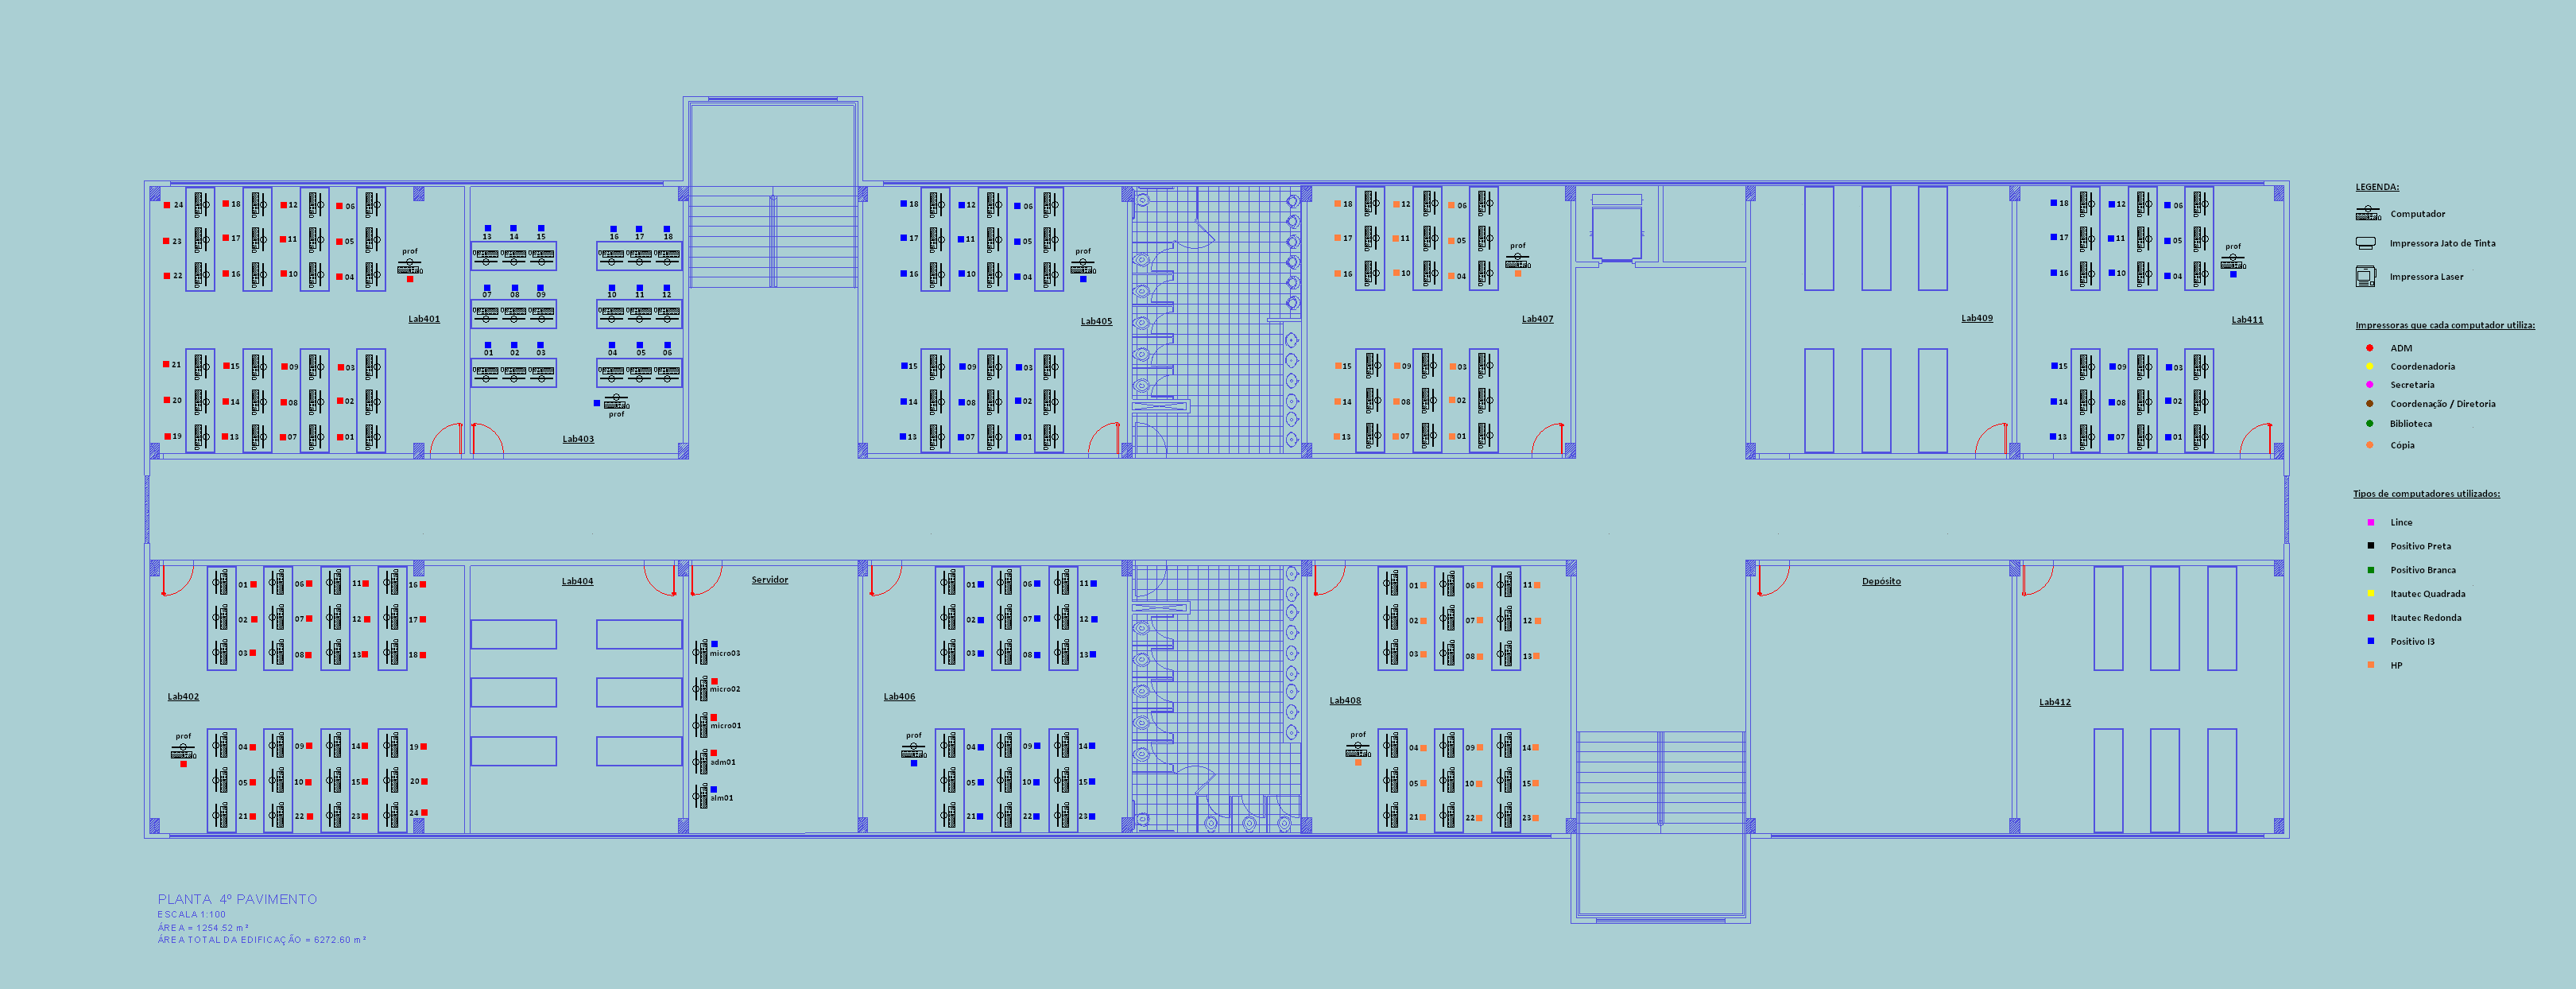 24 18 12 06
23 17 11 05
22 16 10 04
prof
Lab401
21 15 09 03
20 14 08 02
19 13 07 01
13 14 15 16 17 18
07 08 09 10 11 12
01 02 03 04 05 06
prof
Lab403
18 12 06
17 11 05
16 10 04
prof
Lab405
15 09 03
14 08 02
13 07 01
18 12 06
17 11 05
16 10 04
prof
Lab407
15 09 03
14 08 02
13 07 01
Lab409
18 12 06
17 11 05
16 10 04
prof
Lab411
15 09 03
14 08 02
13 07 01
01 06 11 16
02 07 12 17
03 08 13 18
Lab402
prof
04 09 14 19
05 10 15 20
21 22 23 24
Lab404
Servidor
micro03
micro02
micro01
adm01
alm01
01 06 11
02 07 12
03 08 13
Lab406
prof
04 09 14
05 10 15
21 22 23
01 06 11
02 07 12
03 08 13
Lab408
prof
04 09 14
05 10 15
21 22 23
Depósito
Lab412
LEGENDA:
Computador
Impressora Jato de Tinta
Impressora Laser
Impressoras que cada computador utiliza:
ADM
Coordenadoria
Secretaria
Coordenação / Diretoria
Biblioteca
Cópia
Tipos de computadores utilizados:
Lince
Positivo Preta
Positivo Branca
Itautec Quadrada
Itautec Redonda
Positivo I3
HP
PLANTA 4º PAVIMENTO
ESCALA 1:100
ÁREA = 1254.52 m²
ÁREA TOTAL DA EDIFICAÇÃO = 6272.60 m²